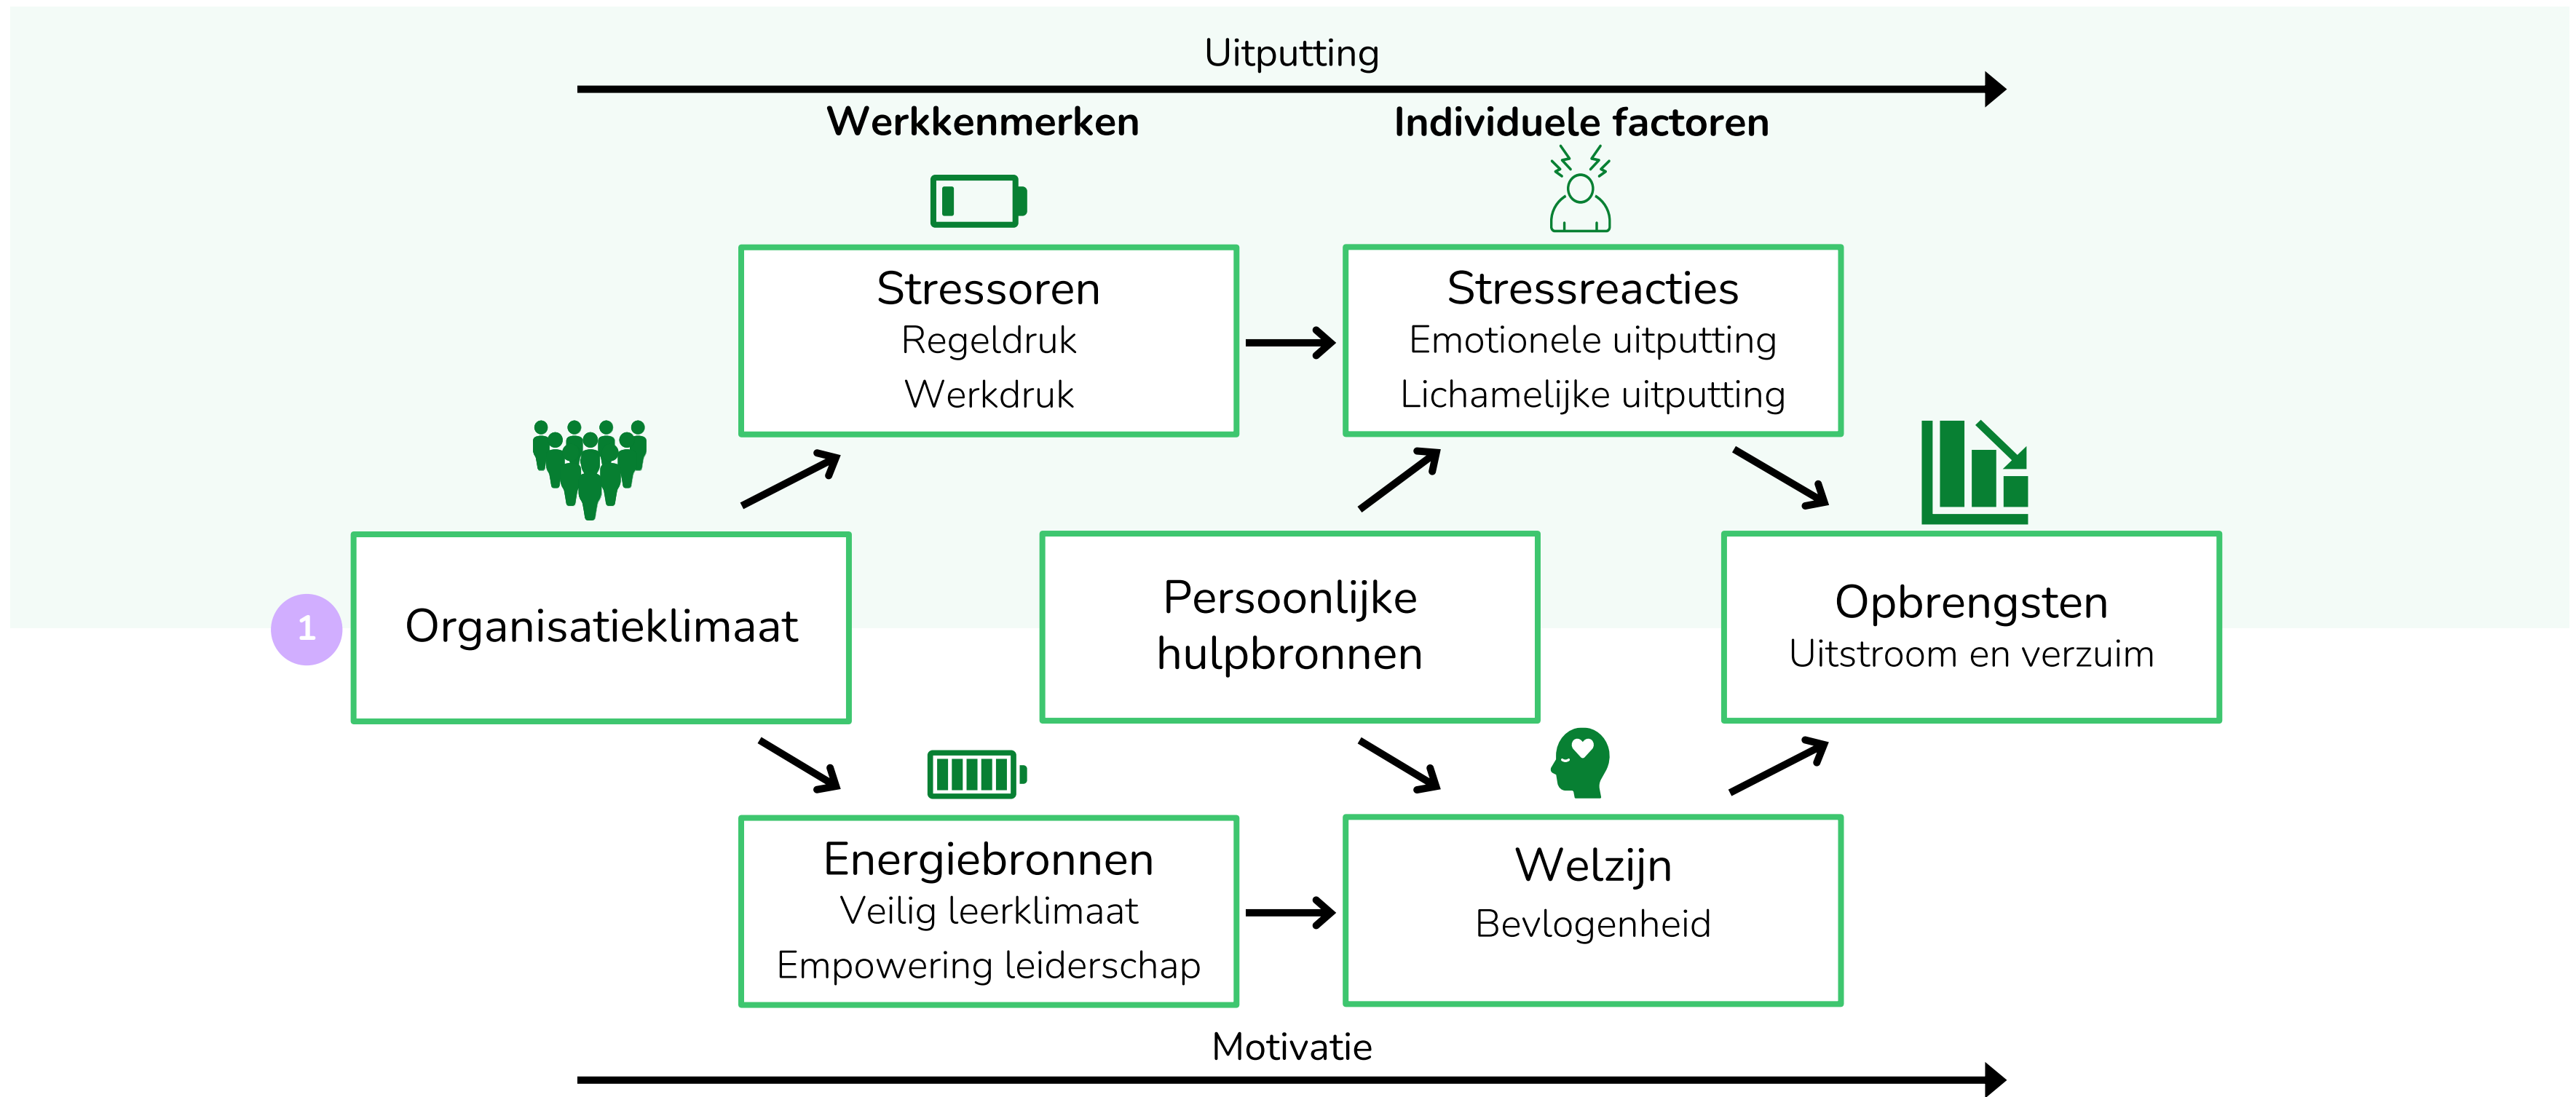 Uitputting
Werkkenmerken
Individuele factoren
Stressoren
Regeldruk
Werkdruk
Stressreacties
Emotionele uitputting
Lichamelijke uitputting
1
Organisatieklimaat
Persoonlijke
hulpbronnen
Opbrengsten
Uitstroom en verzuim
Energiebronnen
Veilig leerklimaat
Empowering leiderschap
Welzijn
Bevlogenheid
Motivatie